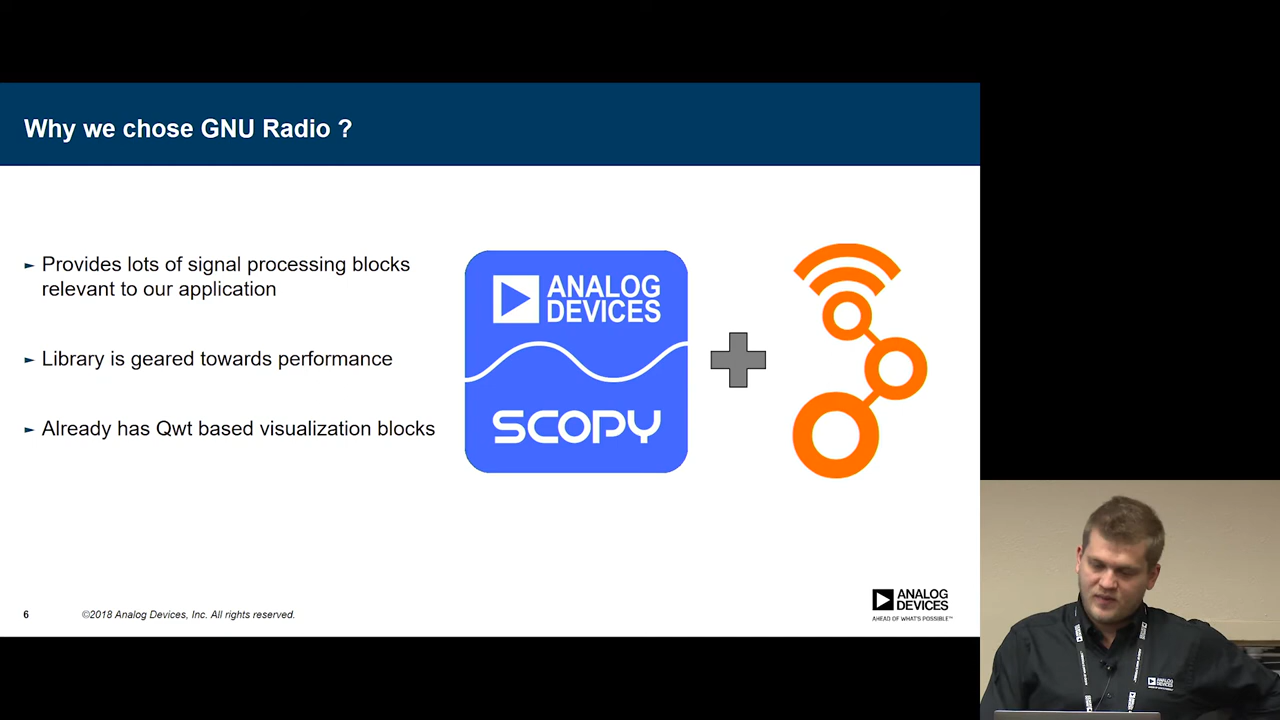 Why we chose GNU Radio ?
► Provides lots of signal processing blocks
relevant to our application
► Library is geared towards performance
► Already has Qwt based visualization blocks
ANALOG
DEVICES
SCOPY
6
©2018 Analog Devices, Inc. All rights reserved.
ANALOG
DEVICES
AHEAD OF WHAT'S POSSIBLE™
ANALOG
DEVICES